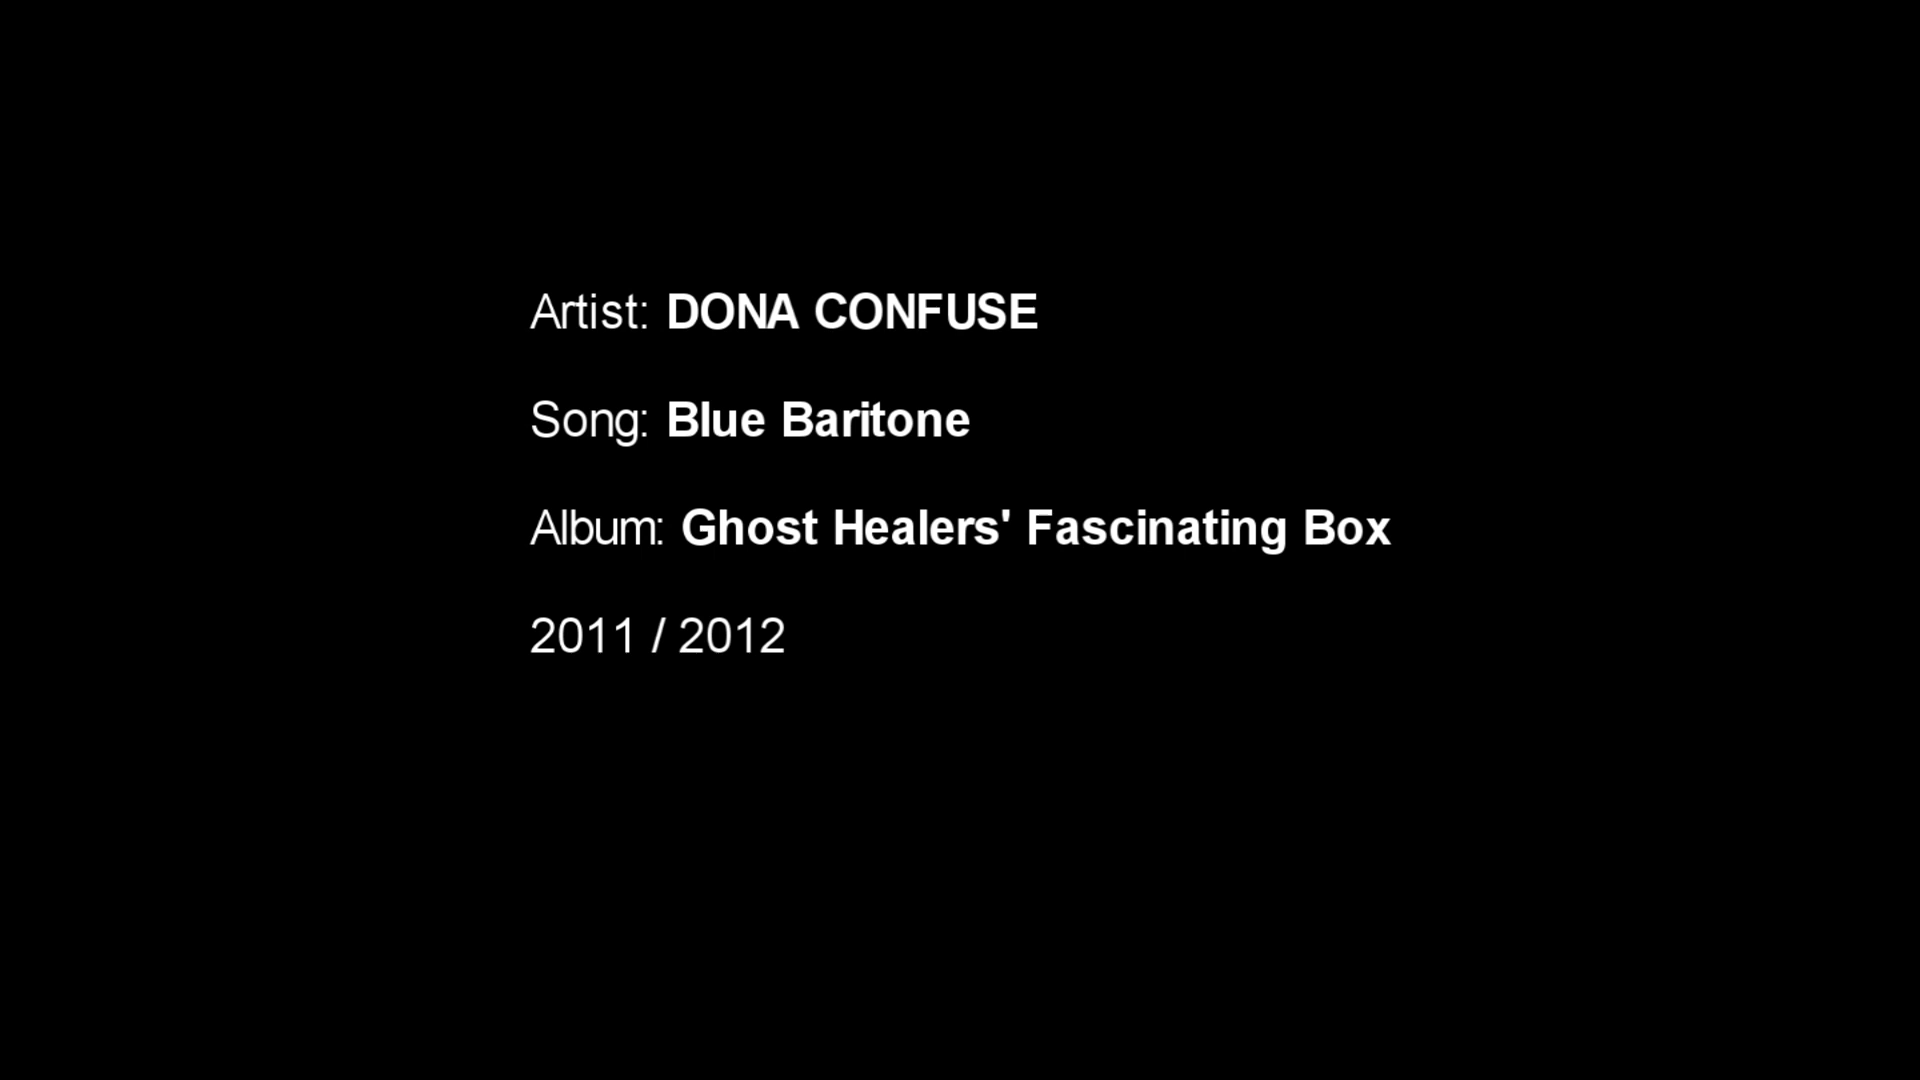 Artist: DONA CONFUSE
Song: Blue Baritone
Album: Ghost Healers' Fascinating Box
2011 / 2012